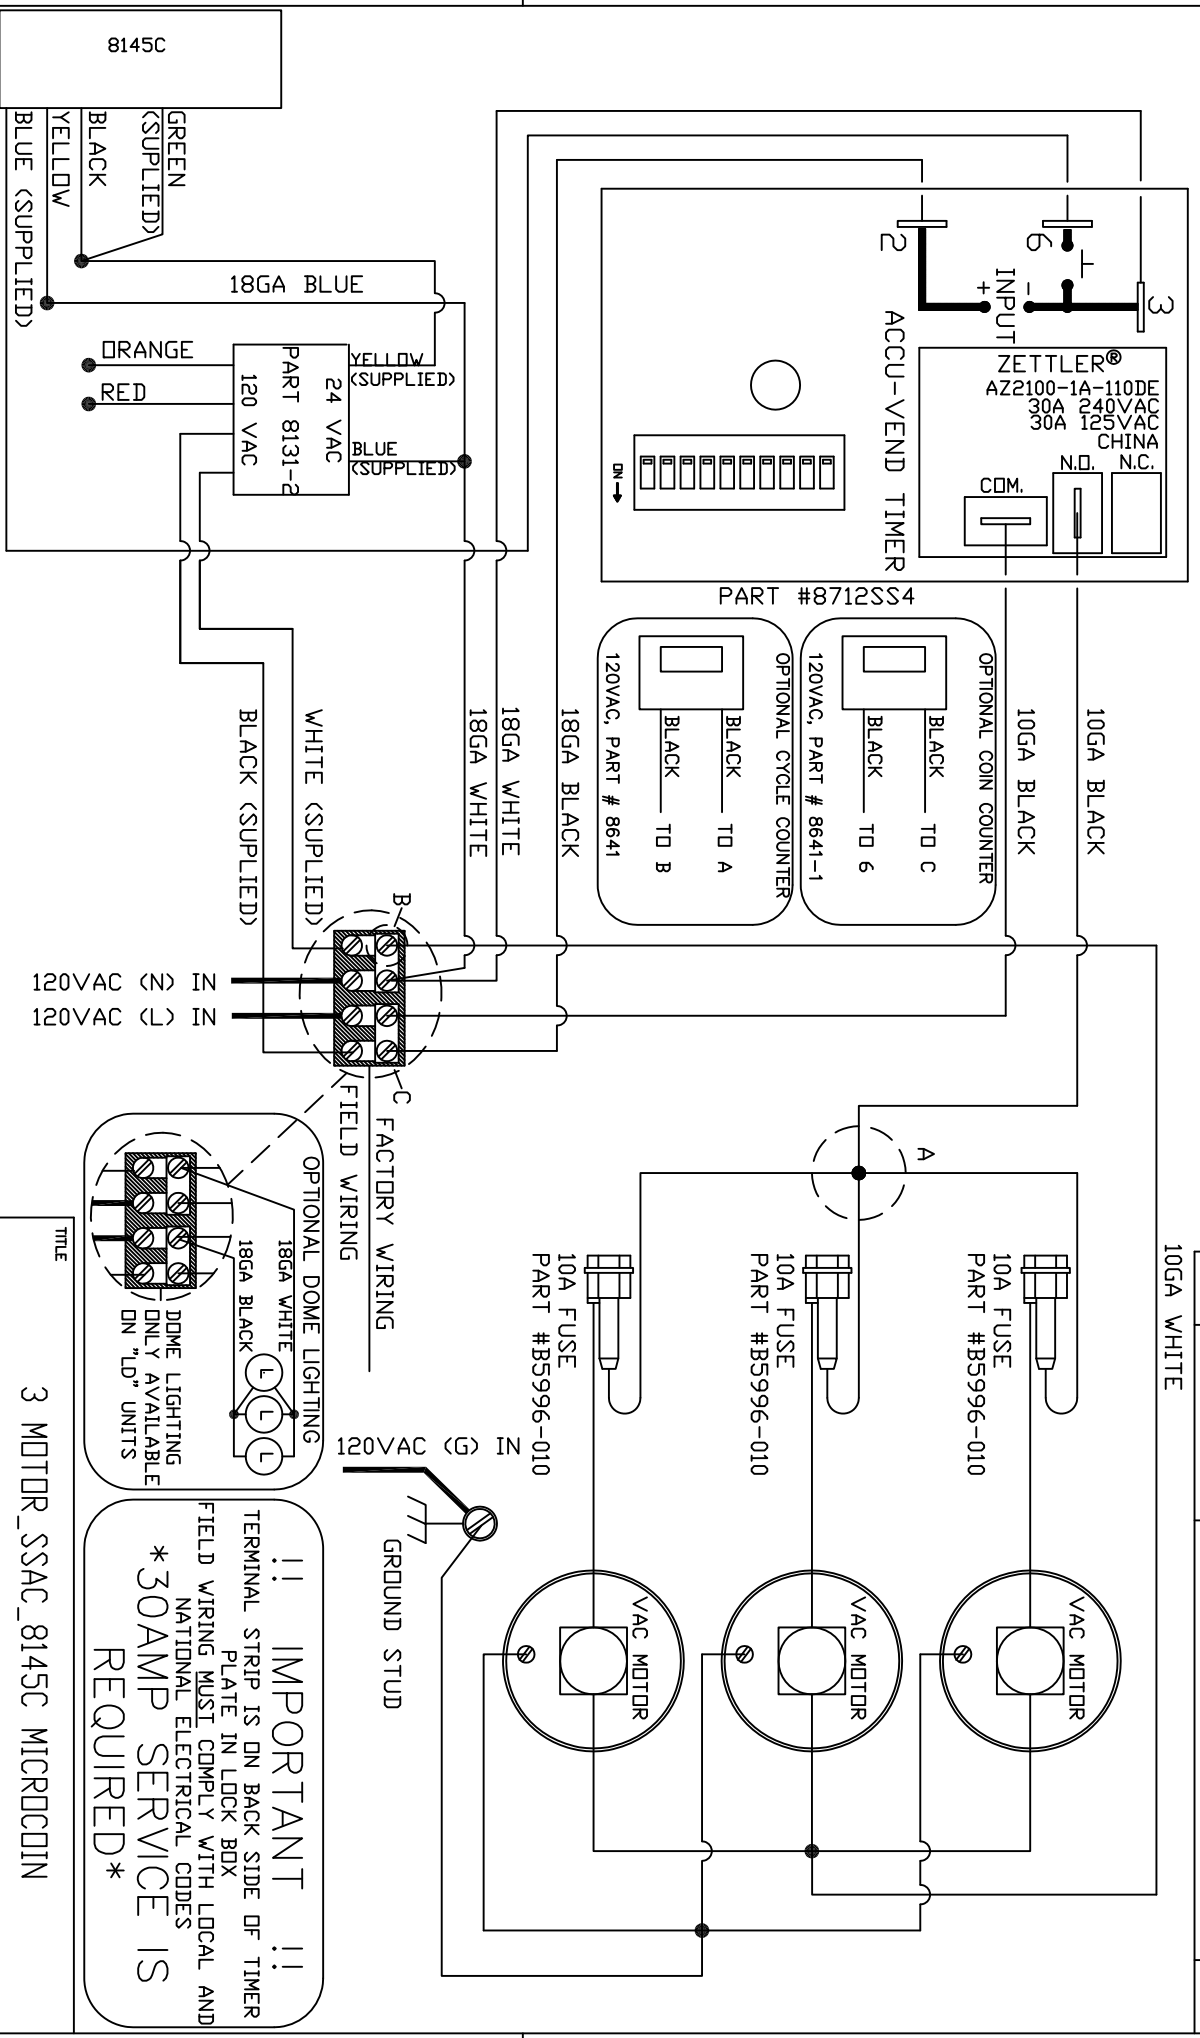 8145C
GREEN
(SUPLIED)
BLACK
YELLOW
BLUE (SUPPLIED)
18GA BLUE
ORANGE
RED
PART 8131-2
120 VAC
24 VAC
YELLOW
(SUPPLIED)
BLUE
(SUPPLIED)
2
6
3
+
-
INPUT
ACCU-VEND TIMER
ZETTLER®
AZ2100-1A-110DE
30A 240VAC
30A 125VAC
CHINA
N.O.
N.C.
COM.
ON
PART #8712SS4
OPTIONAL COIN COUNTER
BLACK
TO C
BLACK
TO 6
120VAC, PART # 8641-1
OPTIONAL CYCLE COUNTER
BLACK
TO A
BLACK
TO B
120VAC, PART # 8641
10GA BLACK
10GA BLACK
18GA BLACK
18GA WHITE
18GA WHITE
WHITE (SUPLIED)
BLACK (SUPLIED)
B
C
120VAC (N) IN
120VAC (L) IN
FACTORY WIRING
FIELD WIRING
A
10GA WHITE
10A FUSE
PART #B5996-010
10A FUSE
PART #B5996-010
10A FUSE
PART #B5996-010
VAC MOTOR
VAC MOTOR
VAC MOTOR
OPTIONAL DOME LIGHTING
18GA WHITE
18GA BLACK
L
L
L
DOME LIGHTING
ONLY AVAILABLE
ON "LD" UNITS
120VAC (G) IN
GROUND STUD
!! IMPORTANT !!
TERMINAL STRIP IS ON BACK SIDE OF TIMER
PLATE IN LOCK BOX
FIELD WIRING MUST COMPLY WITH LOCAL AND
NATIONAL ELECTRICAL CODES
*30AMP SERVICE IS
REQUIRED*
TITLE
3 MOTOR_SSAC_8145C MICROCOIN